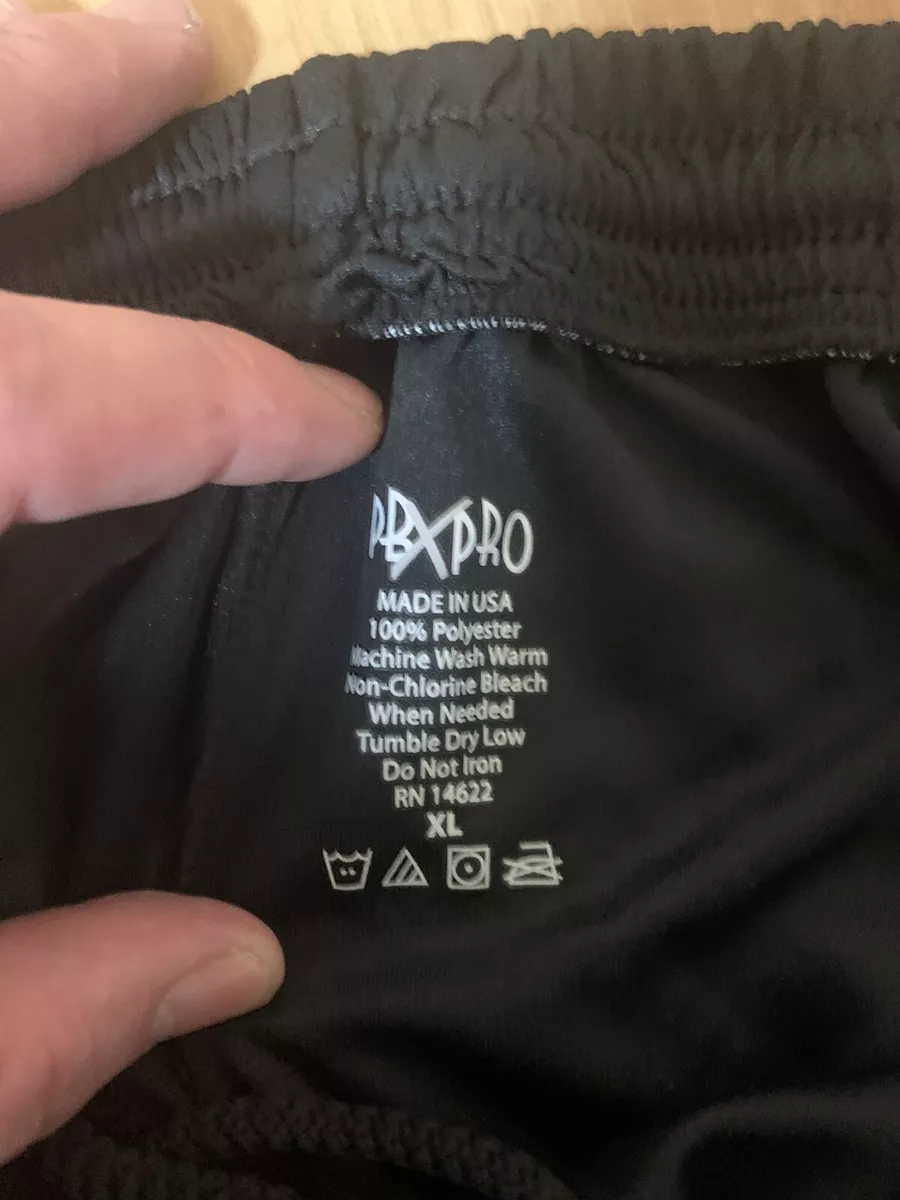 PBXPRO
MADE IN USA
100% Polyester
Machine Wash Warm
Non-Chlorine Bleach
When Needed
Tumble Dry Low
Do Not Iron
RN 14622
XL